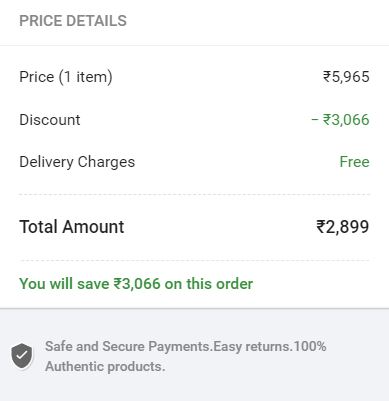 PRICE DETAILS
Price (1 item) ₹5,965
Discount − ₹3,066
Delivery Charges Free
Total Amount ₹2,899
You will save ₹3,066 on this order
Safe and Secure Payments.Easy returns.100%
Authentic products.